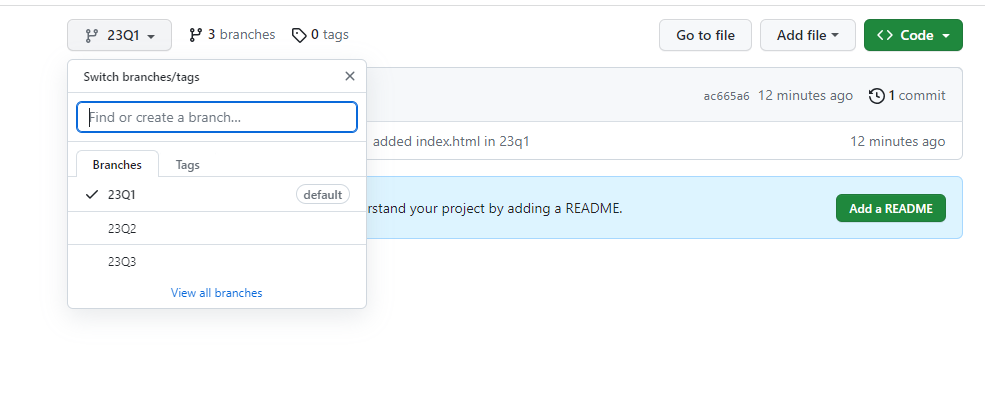 23Q1 3 branches 0 tags Go to file Add file Code
Switch branches/tags
ac665a6 12 minutes ago 1 commit
Find or create a branch...
added index.html in 23q1 12 minutes ago
Branches Tags
23Q1 default
rstand your project by adding a README. Add a README
23Q2
23Q3
View all branches